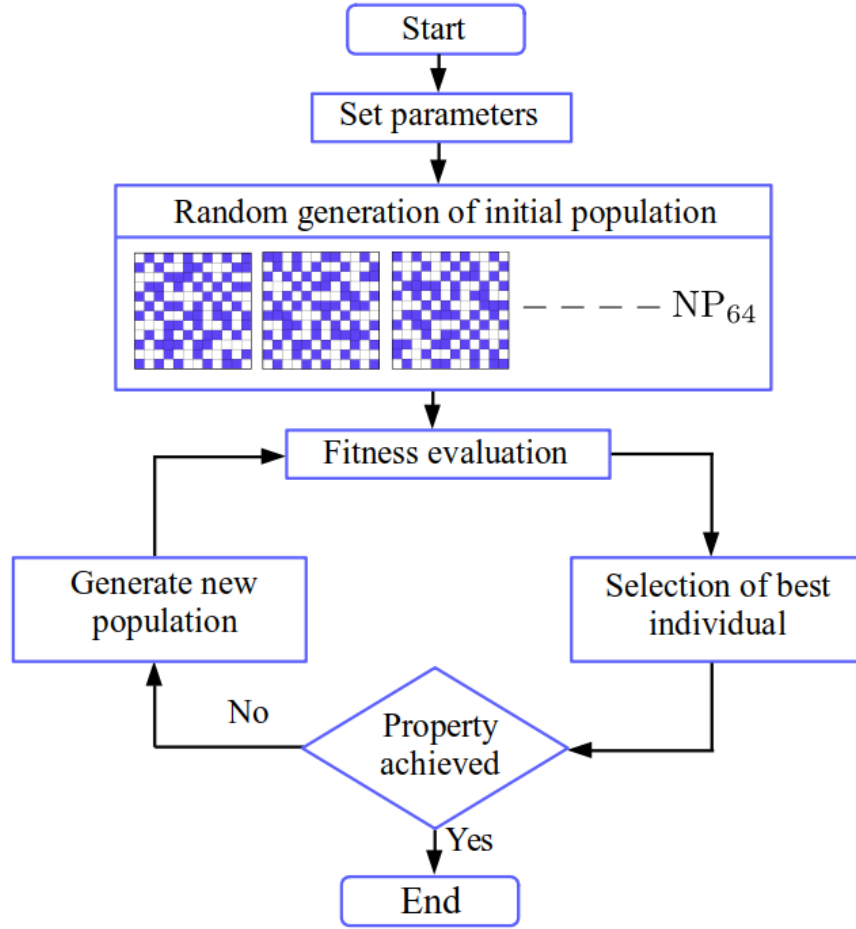 Start
Set parameters
Random generation of initial population
NP₆₄
Fitness evaluation
Generate new
population
Selection of best
individual
No
Property
achieved
Yes
End